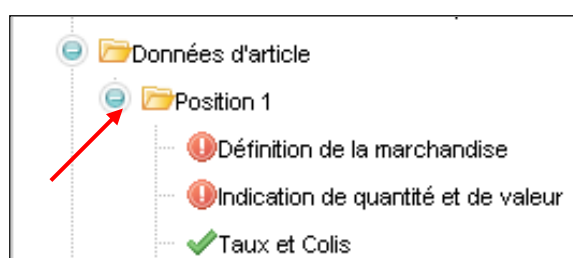 Données d'article
Position 1
Définition de la marchandise
Indication de quantité et de valeur
Taux et Colis